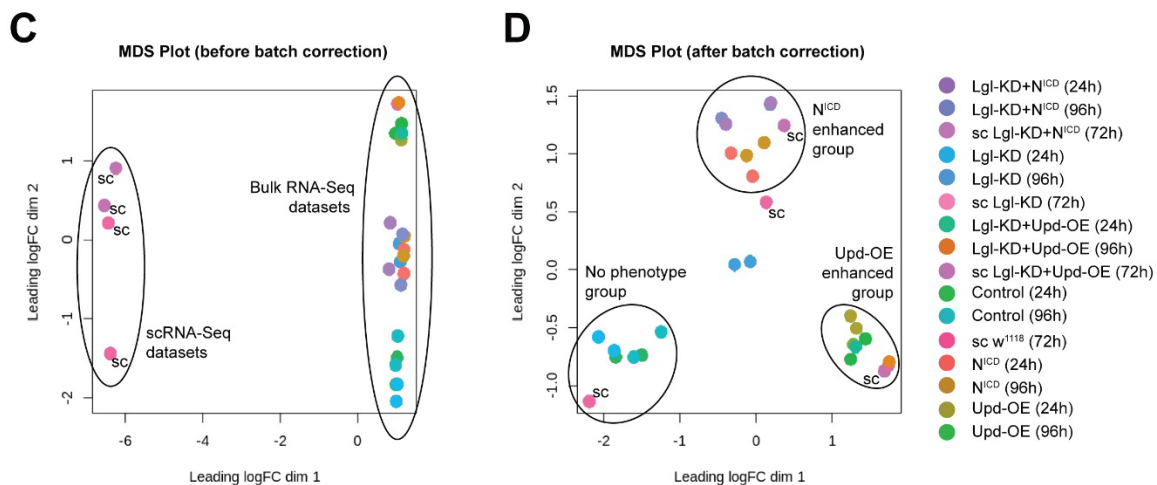 C
MDS Plot (before batch correction)
Leading logFC dim 2
1
0
-1
-2
sc
sc
sc
sc
scRNA-Seq
datasets
Bulk RNA-Seq
datasets
-6
-4
-2
0
Leading logFC dim 1
D
MDS Plot (after batch correction)
1.5
1.0
0.5
0.0
-0.5
-1.0
N^ICD
enhanced
group
sc
sc
No phenotype
group
sc
Upd-OE
enhanced
group
sc
-2
-1
0
1
Leading logFC dim 1
Lgl-KD+N^ICD (24h)
Lgl-KD+N^ICD (96h)
sc Lgl-KD+N^ICD (72h)
Lgl-KD (24h)
Lgl-KD (96h)
sc Lgl-KD (72h)
Lgl-KD+Upd-OE (24h)
Lgl-KD+Upd-OE (96h)
sc Lgl-KD+Upd-OE (72h)
Control (24h)
Control (96h)
sc w^1118 (72h)
N^ICD (24h)
N^ICD (96h)
Upd-OE (24h)
Upd-OE (96h)